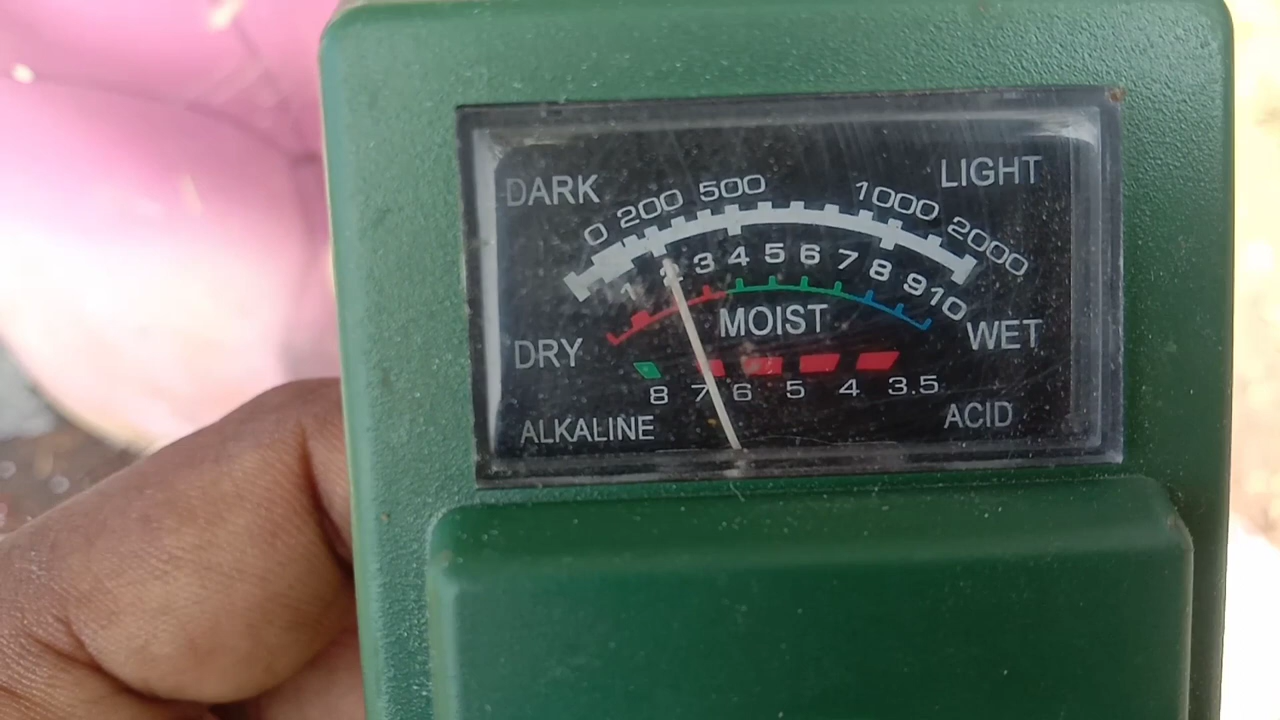 DARK LIGHT
0 200 500 1000 2000
1 2 3 4 5 6 7 8 9 10
DRY MOIST WET
8 7 6 5 4 3.5
ALKALINE ACID